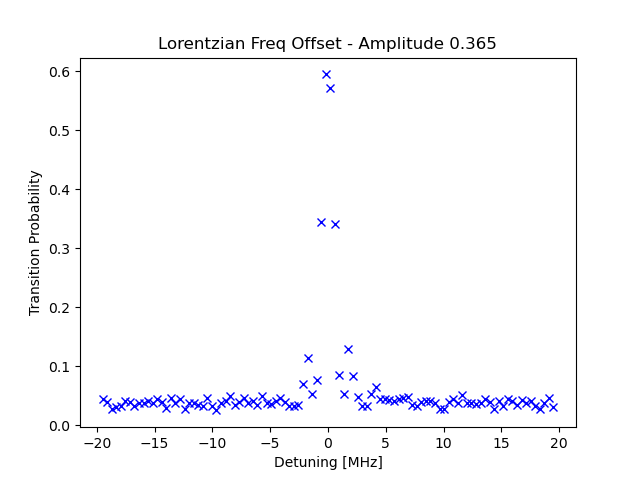 Lorentzian Freq Offset - Amplitude 0.365
Transition Probability
0.6
0.5
0.4
0.3
0.2
0.1
0.0
−20 −15 −10 −5 0 5 10 15 20
Detuning [MHz]